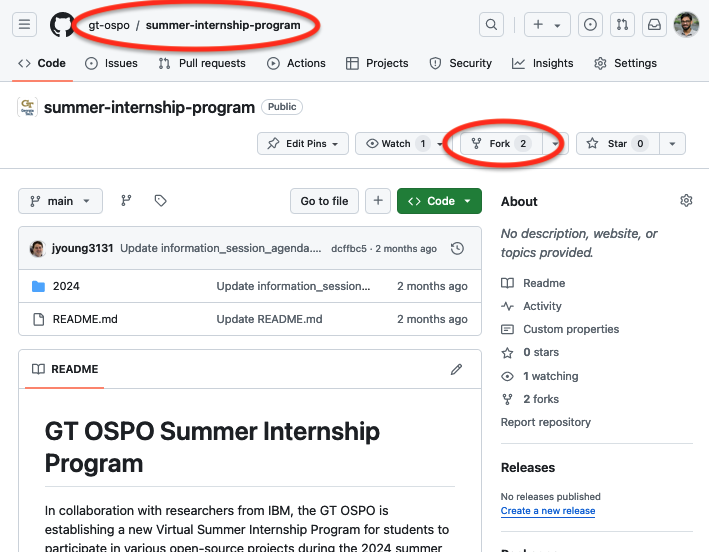 gt-ospo / summer-internship-program
Code Issues Pull requests Actions Projects Security Insights Settings
GT
summer-internship-program Public
Edit Pins Watch 1 Fork 2 Star 0
main Go to file + Code
jyoung3131 Update information_session_agenda.... dcffbc5 · 2 months ago
2024 Update information_session... 2 months ago
README.md Update README.md 2 months ago
README
GT OSPO Summer Internship
Program
In collaboration with researchers from IBM, the GT OSPO is
establishing a new Virtual Summer Internship Program for students to
participate in various open-source projects during the 2024 summer
About
No description, website, or
topics provided.
Readme
Activity
Custom properties
0 stars
1 watching
2 forks
Report repository
Releases
No releases published
Create a new release